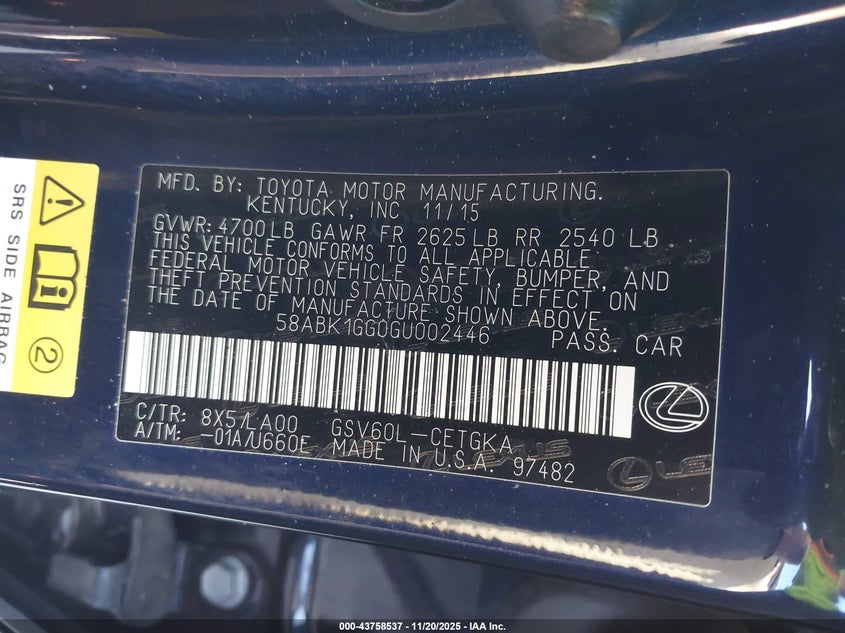 MFD. BY: TOYOTA MOTOR MANUFACTURING.
KENTUCKY, INC 11/15
GVWR: 4700LB GAWR FR 2625LB RR 2540 LB
THIS VEHICLE CONFORMS TO ALL APPLICABLE
FEDERAL MOTOR VEHICLE SAFETY, BUMPER, AND
THEFT PREVENTION STANDARDS IN EFFECT ON
THE DATE OF MANUFACTURE SHOWN ABOVE.
58ABK1GG0GU002446
PASS. CAR
C/TR: 8X5/LA00 GSV60L-CETGKA
A/TM: -01A/U660E MADE IN U.S.A. 97482
SRS SIDE AIRBAG
2
000-43758537 - 11/20/2025 - IAA Inc.